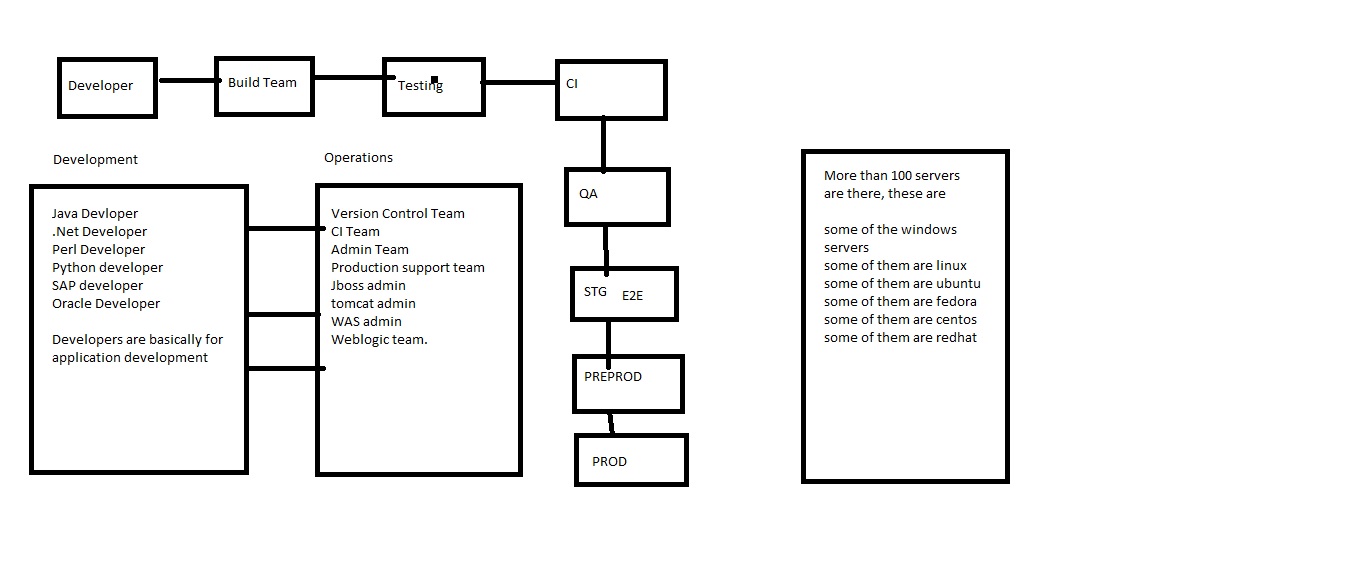 Developer
Build Team
Testing
CI
Development
Operations
Java Devloper
.Net Developer
Perl Developer
Python developer
SAP developer
Oracle Developer
Developers are basically for
application development
Version Control Team
CI Team
Admin Team
Production support team
Jboss admin
tomcat admin
WAS admin
Weblogic team.
QA
STG E2E
PREPROD
PROD
More than 100 servers
are there, these are
some of the windows
servers
some of them are linux
some of them are ubuntu
some of them are fedora
some of them are centos
some of them are redhat